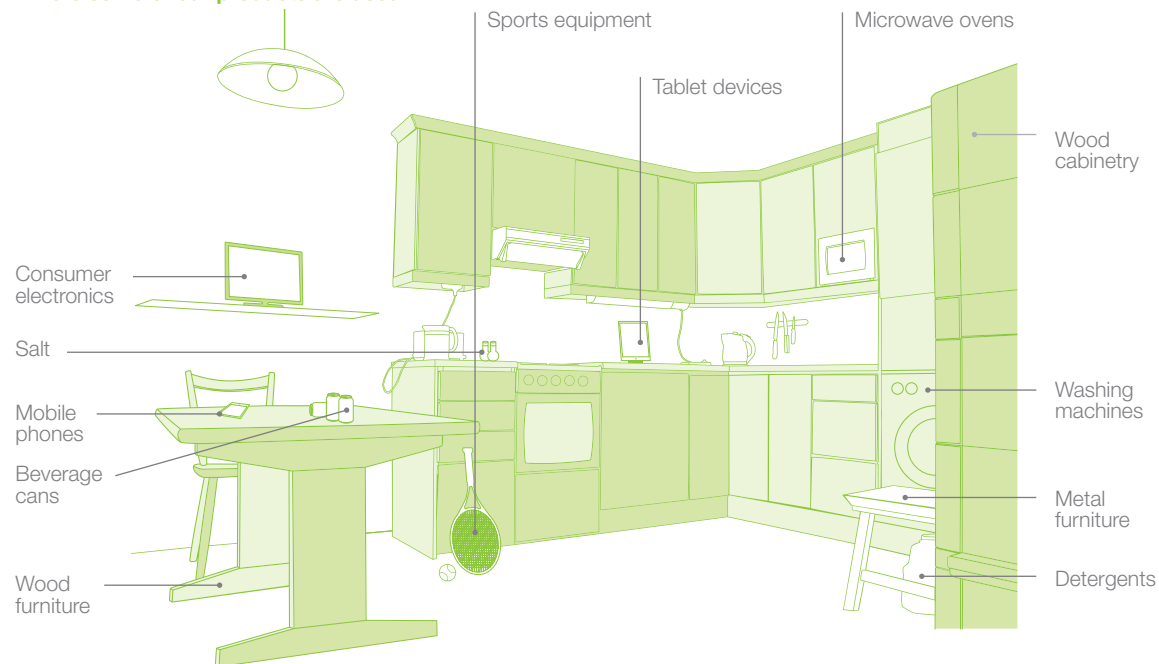 Sports equipment
Microwave ovens
Tablet devices
Wood
cabinetry
Consumer
electronics
Salt
Mobile
phones
Beverage
cans
Wood
furniture
Washing
machines
Metal
furniture
Detergents